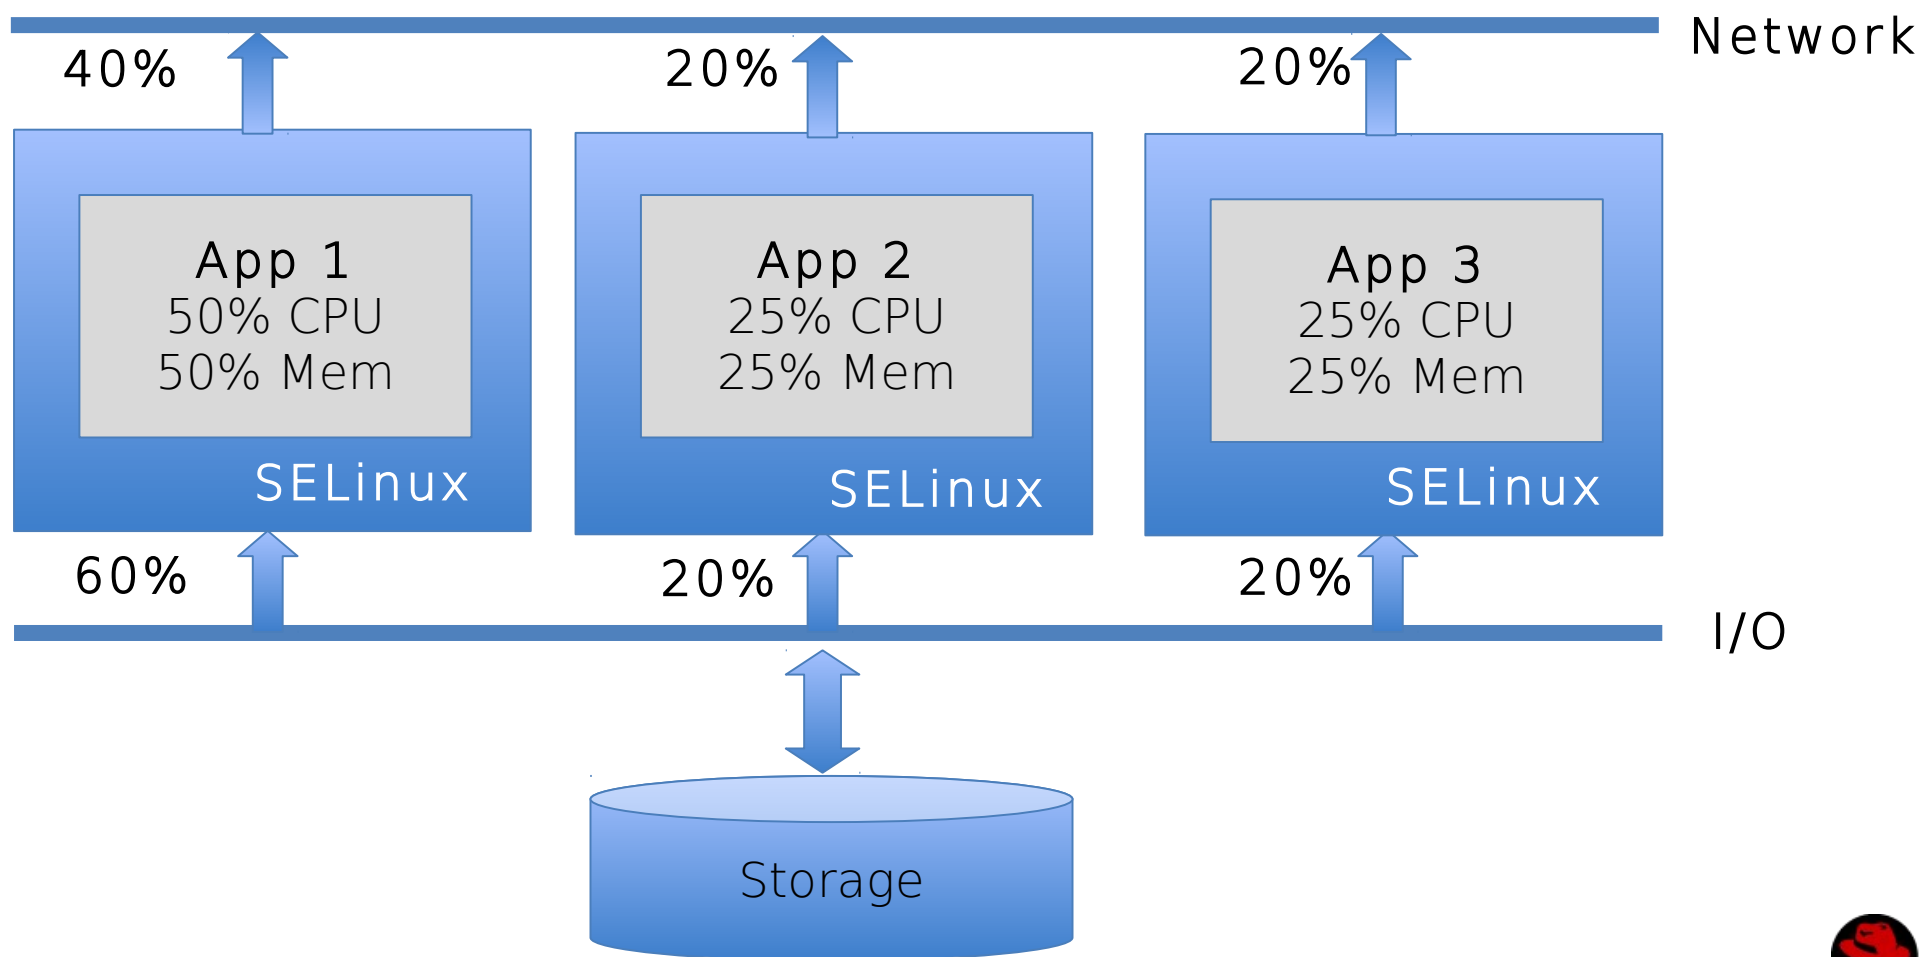 Network
40%
20%
20%
App 1
50% CPU
50% Mem
SELinux
App 2
25% CPU
25% Mem
SELinux
App 3
25% CPU
25% Mem
SELinux
60%
20%
20%
I/O
Storage